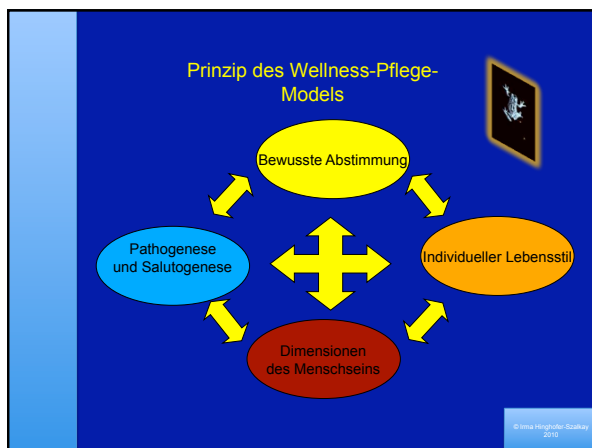 Prinzip des Wellness-Pflege-
Models
Bewusste Abstimmung
Pathogenese
und Salutogenese
Individueller Lebensstil
Dimensionen
des Menschseins
© Irma Hinghofer-Szalkay
2010